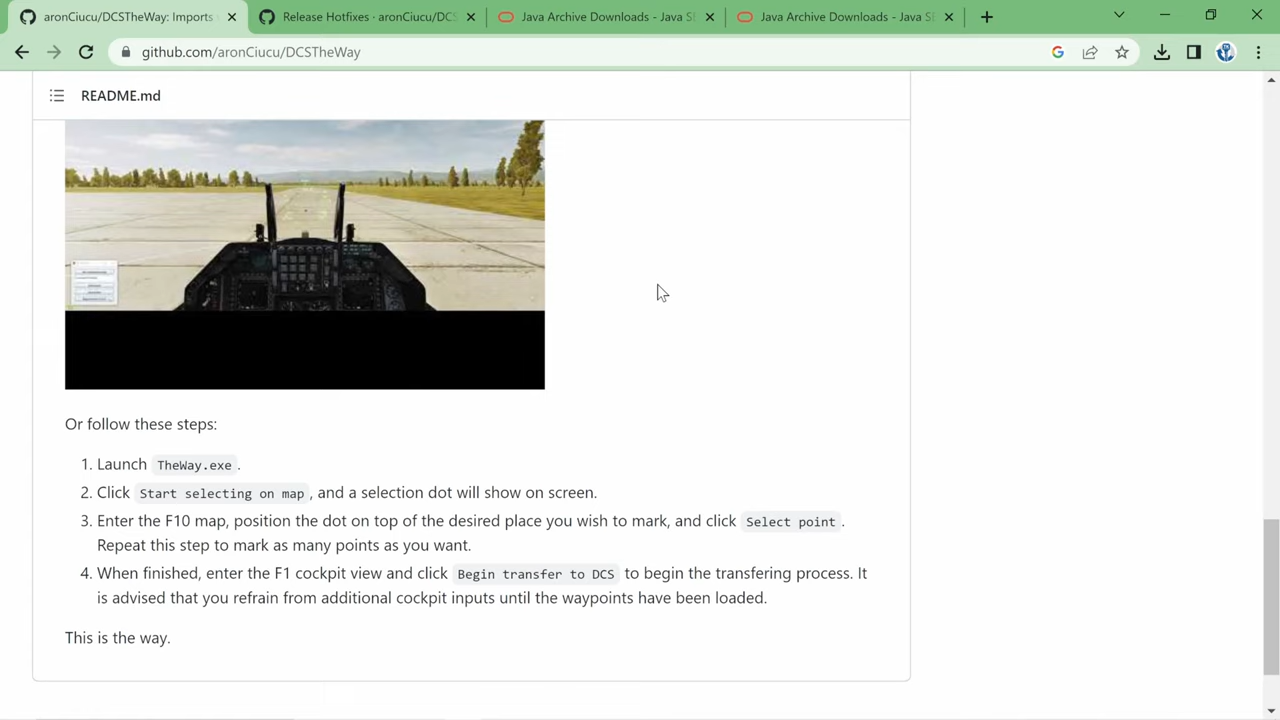 aronCiucu/DCSTheWay: Imports
Release Hotfixes · aronCiucu/DCS
Java Archive Downloads - Java S
Java Archive Downloads - Java SE
github.com/aronCiucu/DCSTheWay
README.md
Or follow these steps:
1. Launch TheWay.exe.
2. Click Start selecting on map, and a selection dot will show on screen.
3. Enter the F10 map, position the dot on top of the desired place you wish to mark, and click Select point.
Repeat this step to mark as many points as you want.
4. When finished, enter the F1 cockpit view and click Begin transfer to DCS to begin the transfering process. It
is advised that you refrain from additional cockpit inputs until the waypoints have been loaded.
This is the way.